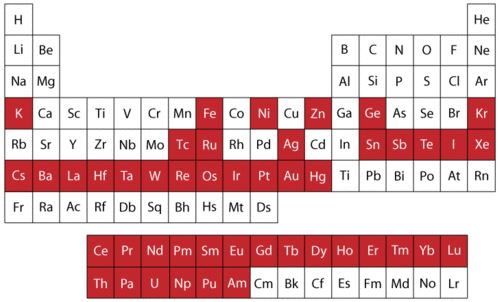 H He
Li Be B C N O F Ne
Na Mg Al Si P S Cl Ar
K Ca Sc Ti V Cr Mn Fe Co Ni Cu Zn Ga Ge As Se Br Kr
Rb Sr Y Zr Nb Mo Tc Ru Rh Pd Ag Cd In Sn Sb Te I Xe
Cs Ba La Hf Ta W Re Os Ir Pt Au Hg Ti Pb Bi Po At Rn
Fr Ra Ac Rf Db Sq Bh Hs Mt Ds
Ce Pr Nd Pm Sm Eu Gd Tb Dy Ho Er Tm Yb Lu
Th Pa U Np Pu Am Cm Bk Cf Es Fm Md No Lr